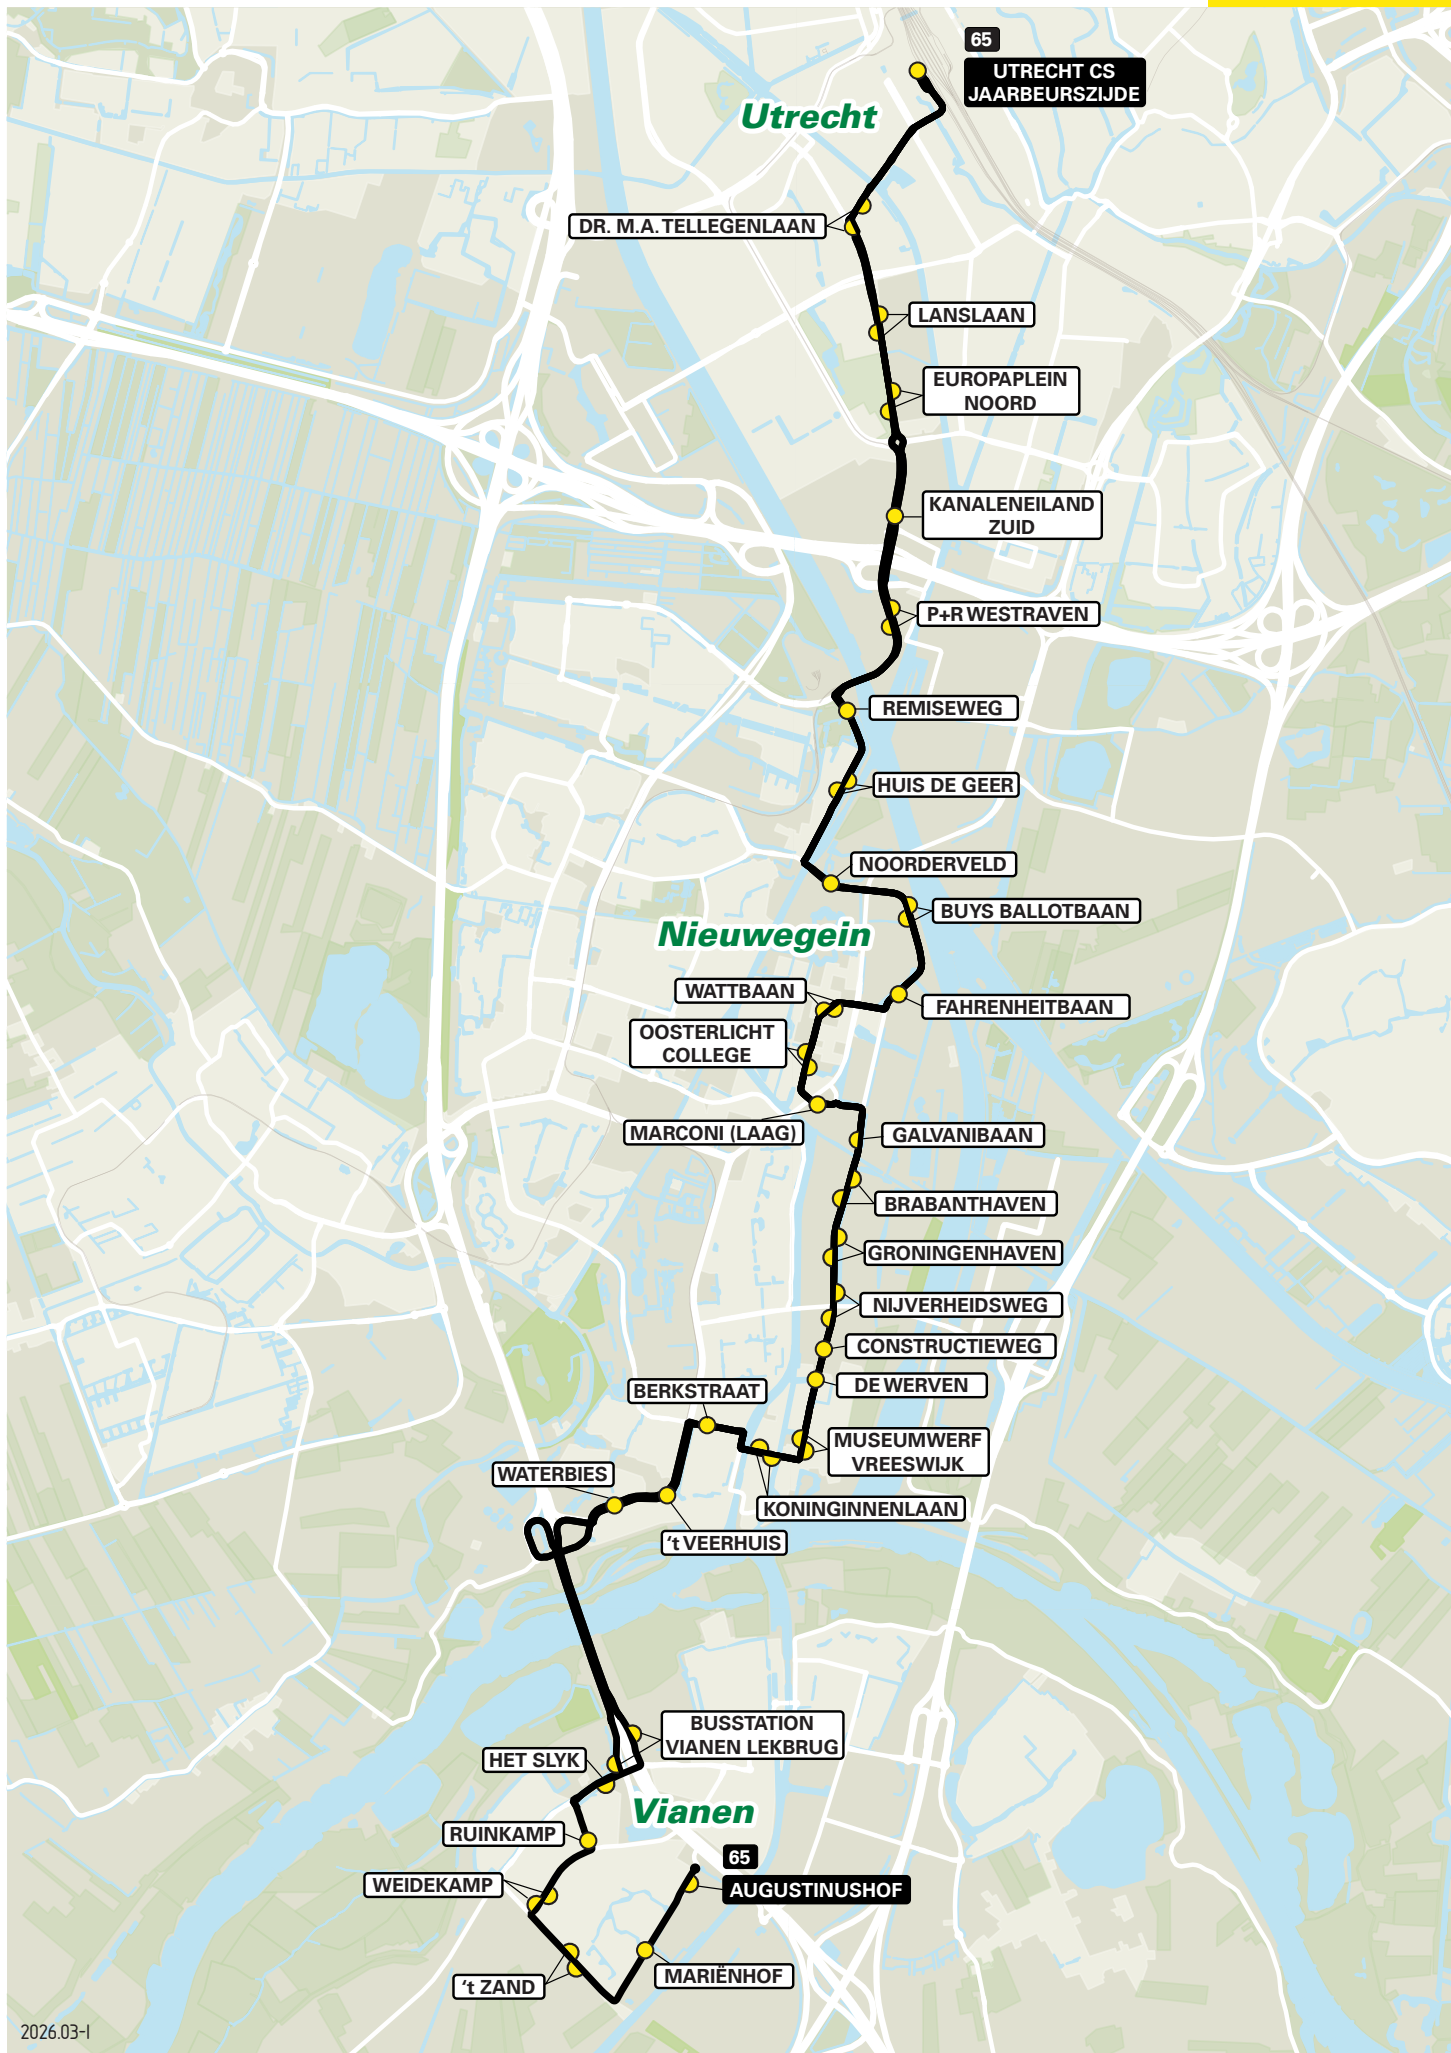 65
UTRECHT CS
JAARBEURSZIJDE
Utrecht
DR. M.A. TELLEGENLAAN
LANSLAAN
EUROPAPLEIN
NOORD
KANALENEILAND
ZUID
P+R WESTRAVEN
REMISEWEG
HUIS DE GEER
NOORDERVELD
BUYS BALLOTBAAN
Nieuwegein
WATTBAAN
FAHRENHEITBAAN
OOSTERLICHT
COLLEGE
MARCONI (LAAG)
GALVANIBAAN
BRABANTHAVEN
GRONINGENHAVEN
NIJVERHEIDSWEG
CONSTRUCTIEWEG
DE WERVEN
BERKSTRAAT
MUSEUMWERF
VREESWIJK
WATERBIES
KONINGINNENLAAN
‘t VEERHUIS
BUSSTATION
VIANEN LEKBRUG
HET SLYK
Vianen
RUINKAMP
65
AUGUSTINUSHOF
WEIDEKAMP
MARIËNHOF
‘t ZAND
2026.03-I